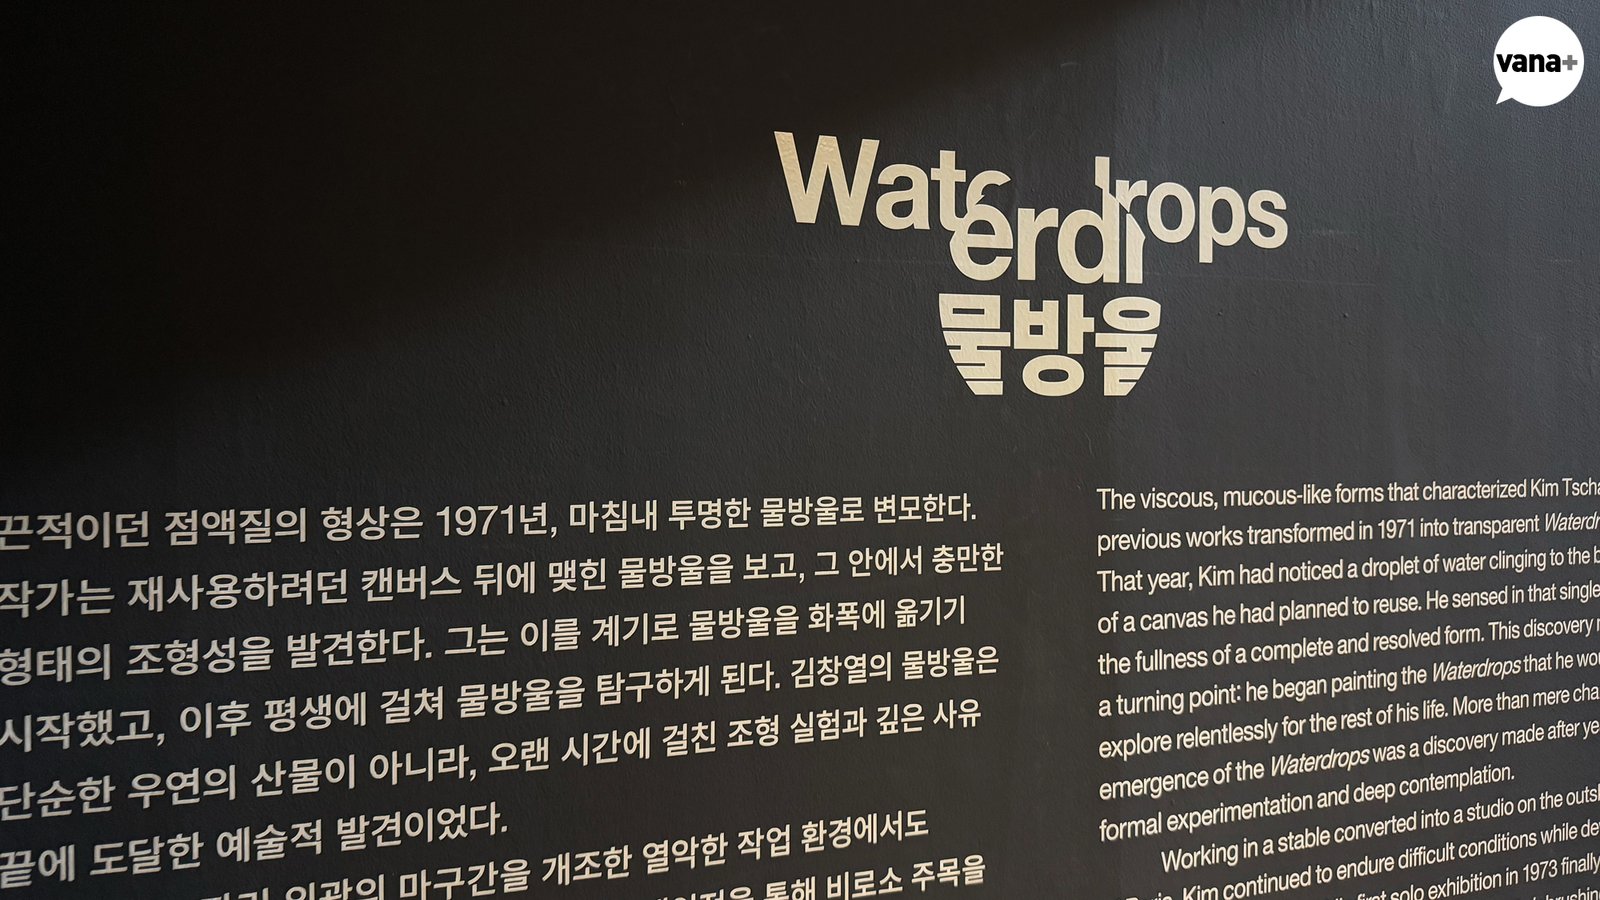 vana+
Waterdrops
물방울
끈적이던 점액질의 형상은 1971년, 마침내 투명한 물방울로 변모한다.
작가는 재사용하려던 캔버스 뒤에 맺힌 물방울을 보고, 그 안에서 충만한
형태의 조형성을 발견한다. 그는 이를 계기로 물방울을 화폭에 옮기기
시작했고, 이후 평생에 걸쳐 물방울을 탐구하게 된다. 김창열의 물방울은
단순한 우연의 산물이 아니라, 오랜 시간에 걸친 조형 실험과 깊은 사유
끝에 도달한 예술적 발견이었다.
외곽의 마구간을 개조한 열악한 작업 환경에서도
통해 비로소 주목을
The viscous, mucous-like forms that characterized Kim
previous works transformed in 1971 into transparent
That year, Kim had noticed a droplet of water clinging to the
of a canvas he had planned to reuse. He sensed in that single
the fullness of a complete and resolved form. This discovery
a turning point: he began painting the Waterdrops that he
explore relentlessly for the rest of his life. More than mere
emergence of the Waterdrops was a discovery made after
formal experimentation and deep contemplation.
Working in a stable converted into a studio on the
Kim continued to endure difficult conditions while
first solo exhibition in 1973 finally